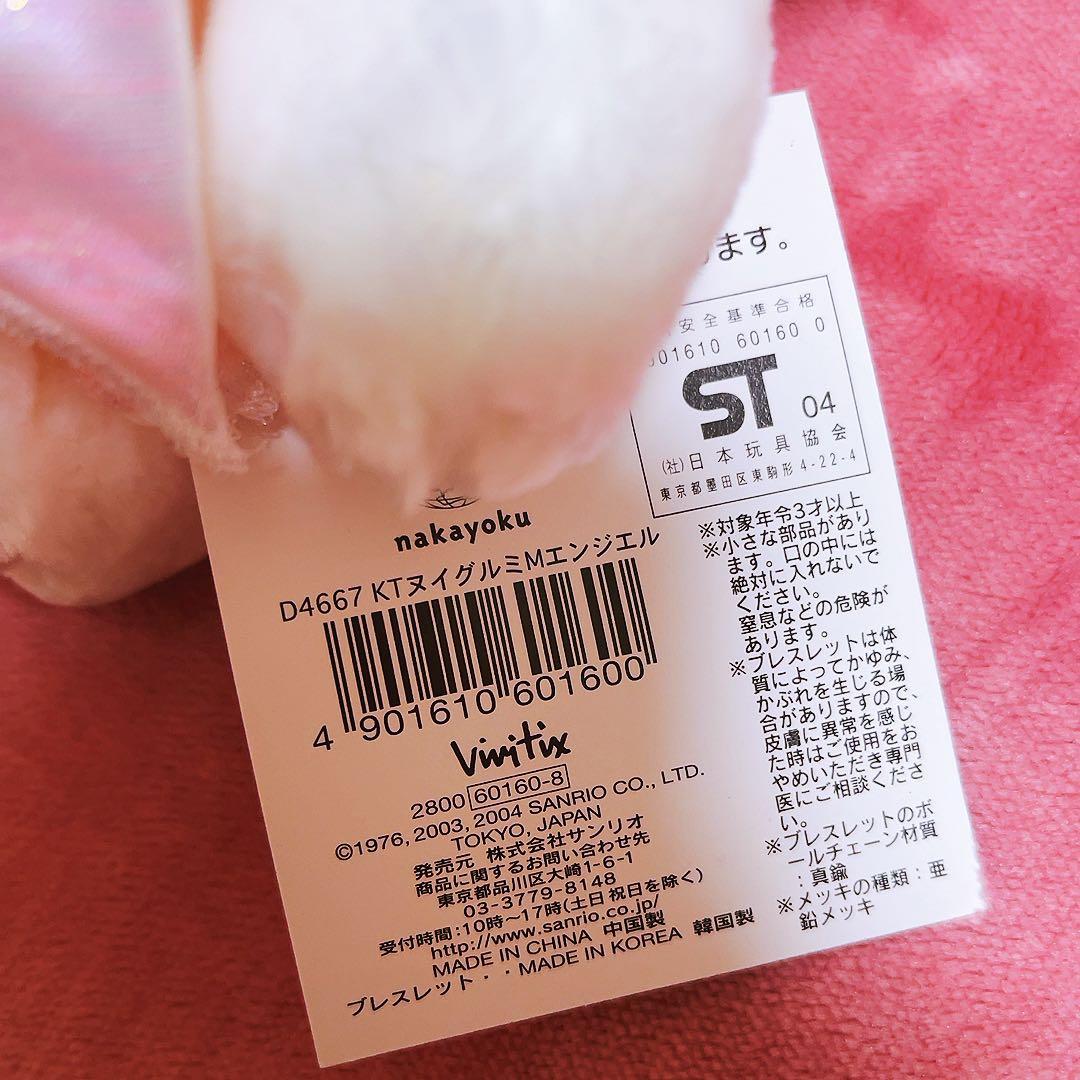 ます。
安全基準合格
01610 60160 0
ST 04
(社)日本玩具協会
東京都墨田区東駒形4-22-4
nakayoku
D4667 KTヌイグルミMエンジエル
4 901610 601600
Vivitix
2800 60160-8
©1976, 2003, 2004 SANRIO CO., LTD.
TOKYO, JAPAN
発売元 株式会社サンリオ
商品に関するお問い合わせ先
東京都品川区大崎1-6-1
03-3779-8148
受付時間:10時～17時(土日祝日を除く)
http://www.sanrio.co.jp/
MADE IN CHINA 中国製
ブレスレット・・MADE IN KOREA 韓国製
※対象年令3才以上
※小さな部品があり
ます。口の中には
絶対に入れないで
ください。
窒息などの危険が
あります。
※ブレスレットは体
質によってかゆみ、
かぶれを生じる場
合がありますので、
皮膚に異常を感じ
た時はご使用をお
やめいただき専門
医にご相談くださ
い。
※ブレスレットのボ
ールチェーン材質
:真鍮
※メッキの種類:亜
鉛メッキ